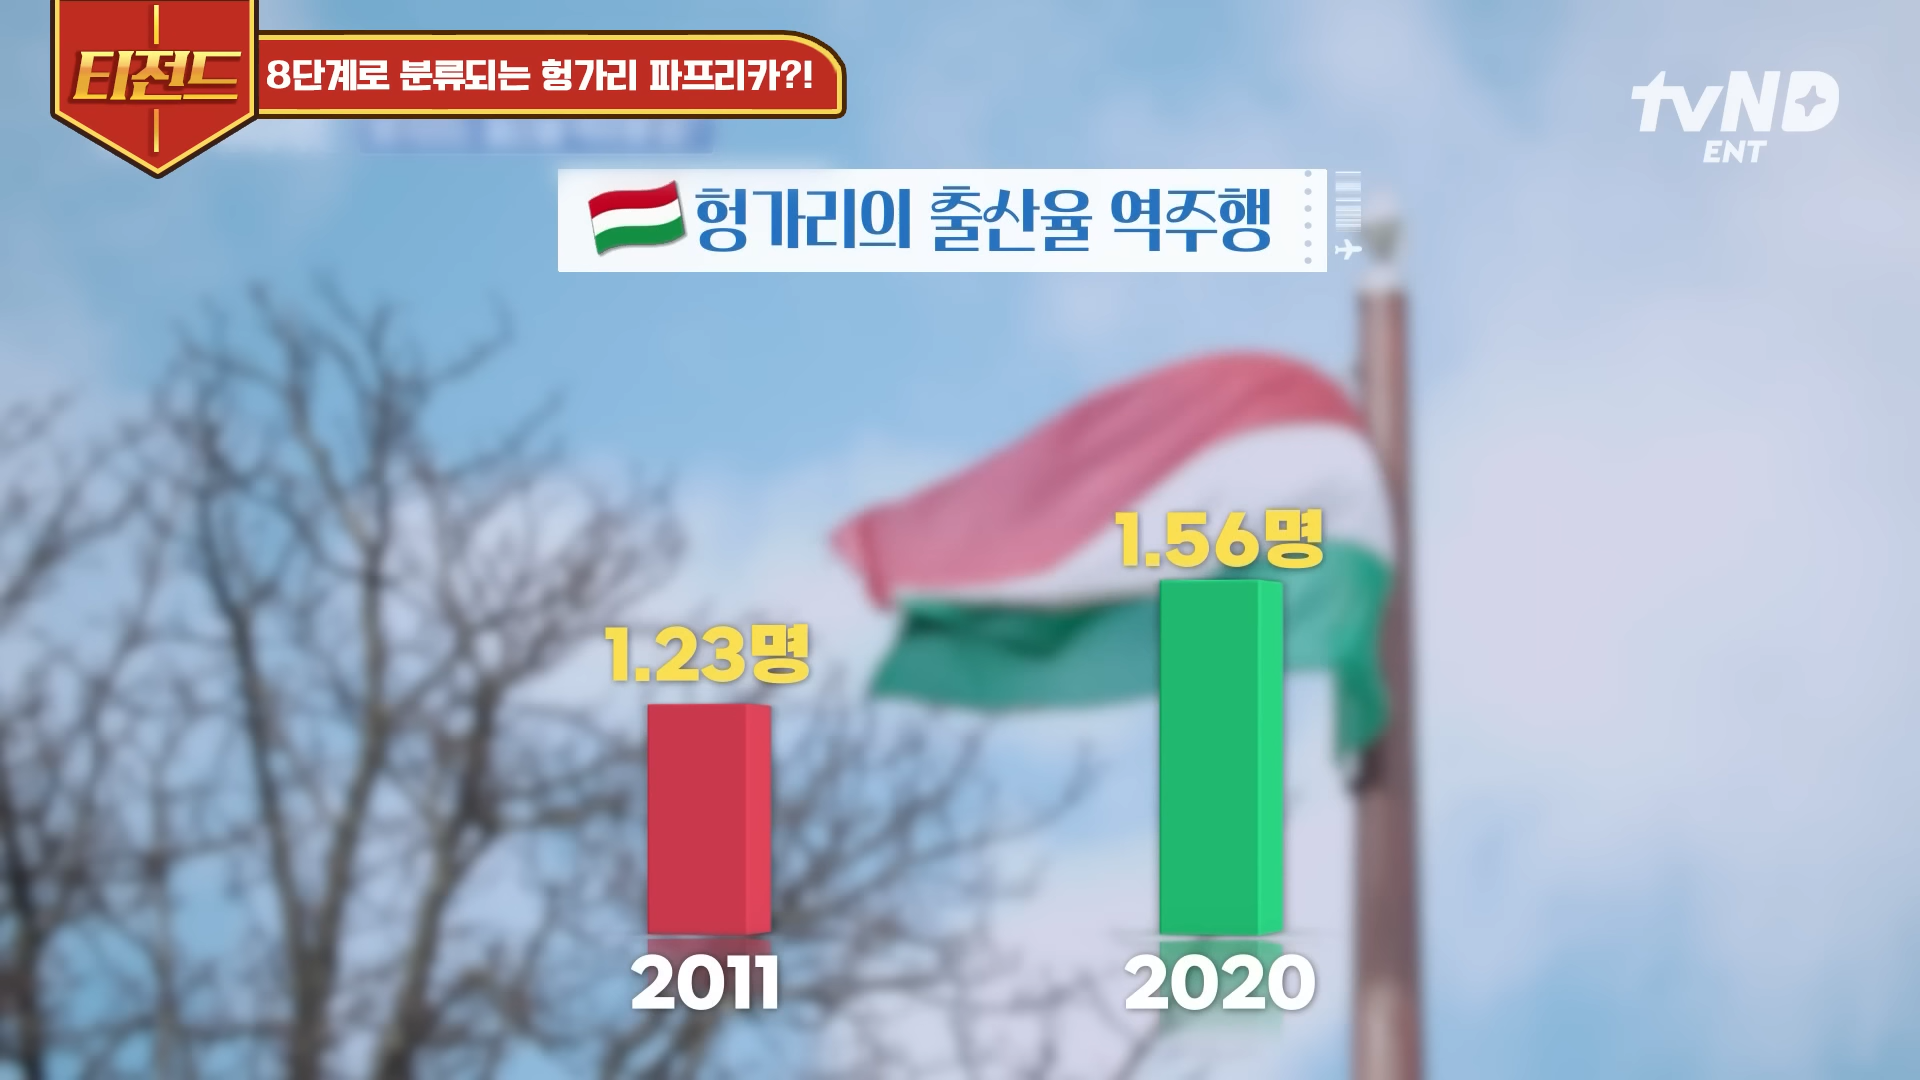 티전드
8단계로 분류되는 헝가리 파프리카?!
tvND
ENT
헝가리의 출산율 역주행
1.56명
1.23명
2011
2020